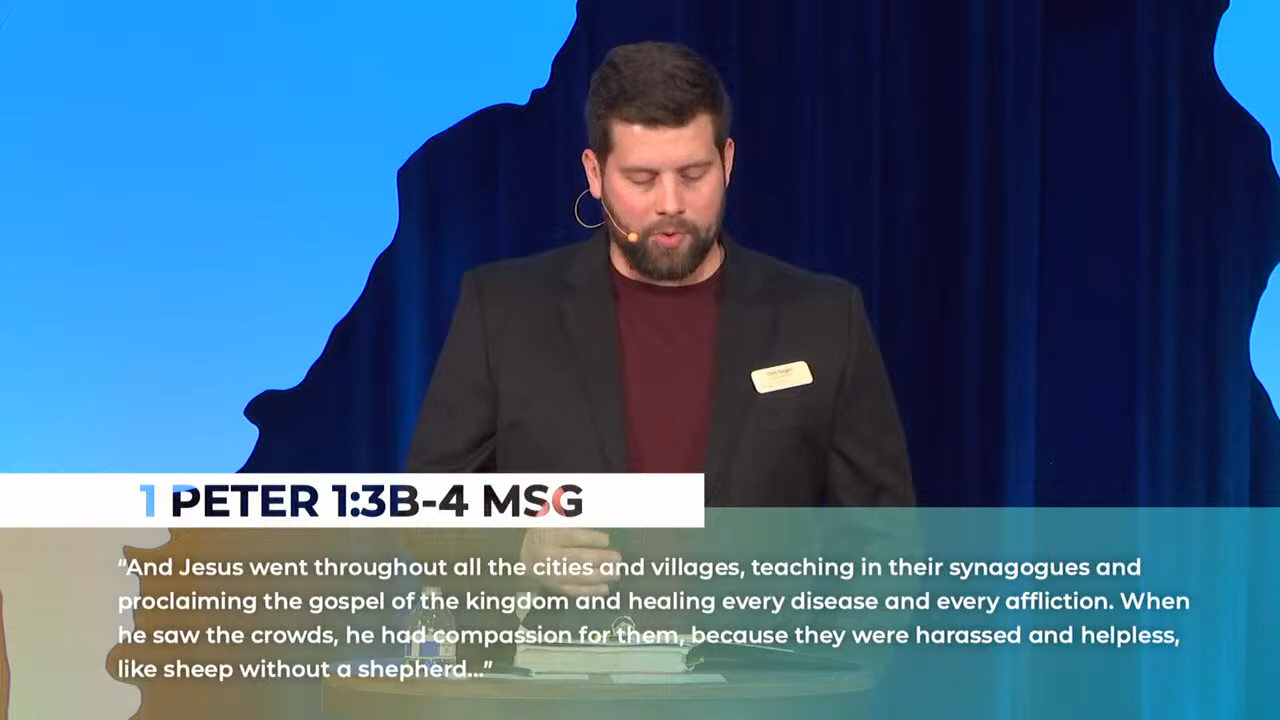 1 PETER 1:3B-4 MSG
“And Jesus went throughout all the cities and villages, teaching in their synagogues and
proclaiming the gospel of the kingdom and healing every disease and every affliction. When
he saw the crowds, he had compassion for them, because they were harassed and helpless,
like sheep without a shepherd...”